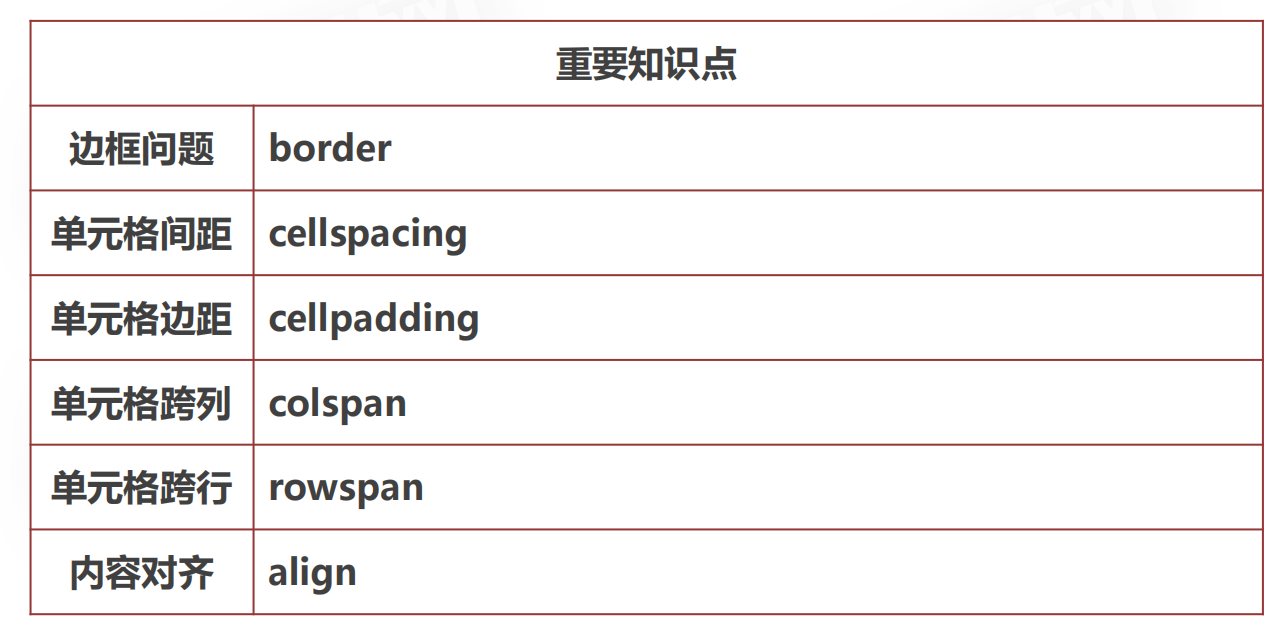 重要知识点
边框问题 border
单元格间距 cellspacing
单元格边距 cellpadding
单元格跨列 colspan
单元格跨行 rowspan
内容对齐 align